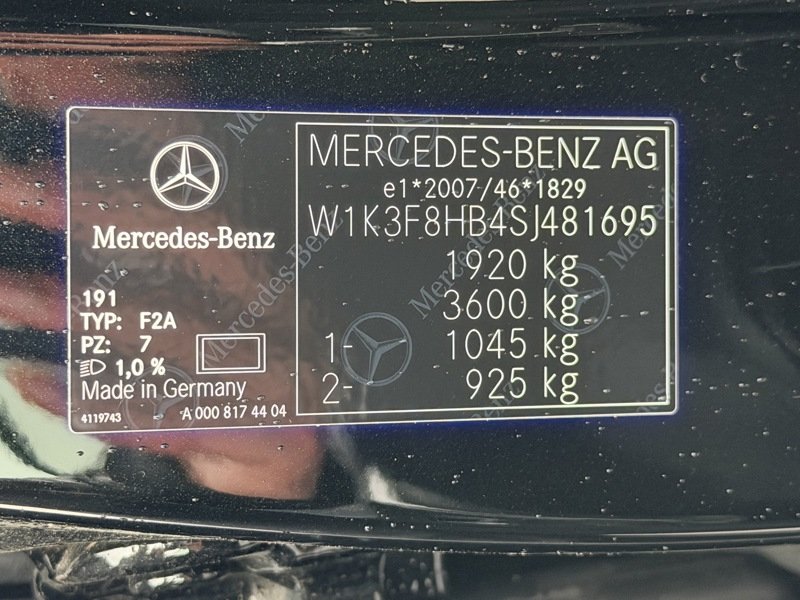 Mercedes-Benz
191
TYP: F2A
PZ: 7
1,0 %
Made in Germany
4119743 A 000 817 44 04
MERCEDES-BENZ AG
e1*2007/46*1829
W1K3F8HB4SJ481695
1920 kg
3600 kg
1- 1045 kg
2- 925 kg